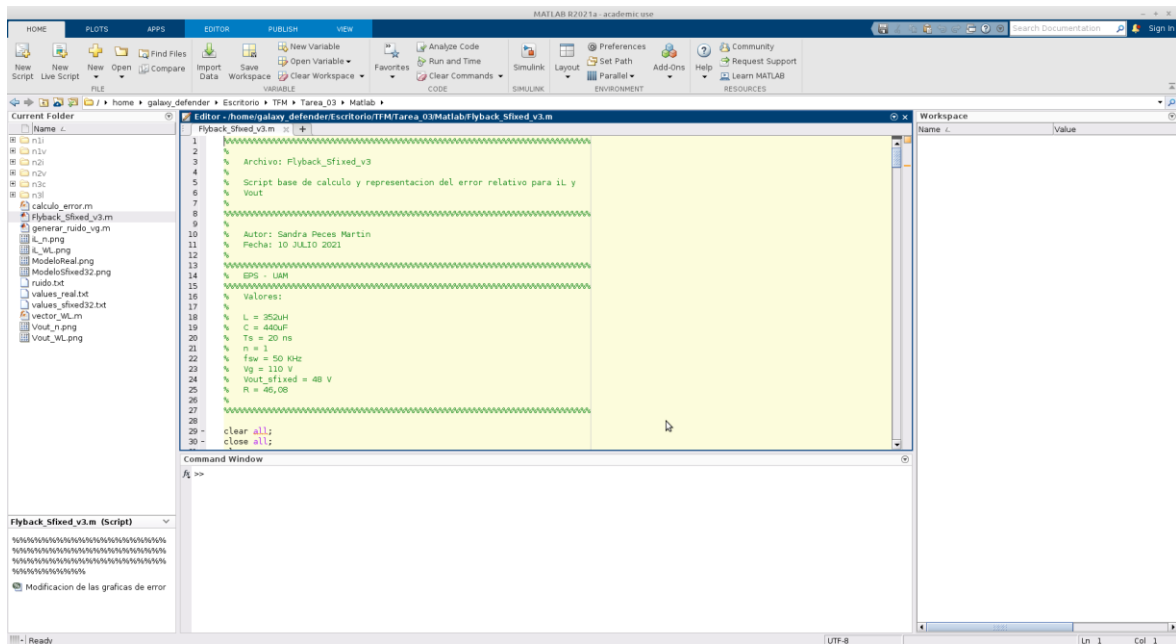 MATLAB R2021a - academic use
HOME PLOTS APPS EDITOR PUBLISH VIEW
Search Documentation
Sign In
New Script
New Live Script
New
Open
Find Files
Compare
Import Data
Save Workspace
New Variable
Open Variable
Clear Workspace
Favorites
Analyze Code
Run and Time
Clear Commands
Simulink
Layout
Preferences
Set Path
Parallel
Add-Ons
Help
Community
Request Support
Learn MATLAB
FILE VARIABLE CODE SIMULINK ENVIRONMENT RESOURCES
/ home galaxy_defender Escritorio TFM Tarea_03 Matlab
Current Folder
Name
n1i
n1v
n2i
n2v
n3c
n3l
calculo_error.m
Flyback_Sfixed_v3.m
generar_ruido_vg.m
iL_n.png
iL_WL.png
ModeloReal.png
ModeloSfixed32.png
ruido.txt
values_real.txt
values_sfixed32.txt
vector_WL.m
Vout_n.png
Vout_WL.png
Flyback_Sfixed_v3.m (Script)
%%%%%%%%%%%%%%%%%%%%%%
%%%%%%%%%%%%%%%%%%%%%%
%%%%%%%%%%%%%%%%%%%%%%
%%%%%%%%%%
Modificacion de las graficas de error
Editor - /home/galaxy_defender/Escritorio/TFM/Tarea_03/Matlab/Flyback_Sfixed_v3.m
Flyback_Sfixed_v3.m
1 %%%%%%%%%%%%%%%%%%%%%%%%%%%%%%%%%%%%%%%%%%%%%%%%%%%%%%%%%%%%%%%%%%%%%%%%%%%
2 %
3 % Archivo: Flyback_Sfixed_v3
4 %
5 % Script base de calculo y representacion del error relativo para iL y
6 % Vout
7 %
8 %%%%%%%%%%%%%%%%%%%%%%%%%%%%%%%%%%%%%%%%%%%%%%%%%%%%%%%%%%%%%%%%%%%%%%%%%%%
9 %
10 % Autor: Sandra Peces Martin
11 % Fecha: 10 JULIO 2021
12 %
13 %%%%%%%%%%%%%%%%%%%%%%%%%%%%%%%%%%%%%%%%%%%%%%%%%%%%%%%%%%%%%%%%%%%%%%%%%%%
14 % EPS - UAM
15 %%%%%%%%%%%%%%%%%%%%%%%%%%%%%%%%%%%%%%%%%%%%%%%%%%%%%%%%%%%%%%%%%%%%%%%%%%%
16 % Valores:
17 %
18 % L = 352uH
19 % C = 440uF
20 % Ts = 20 ns
21 % n = 1
22 % fsw = 50 KHz
23 % Vg = 110 V
24 % Vout_sfixed = 48 V
25 % R = 46,08
26 %
27 %%%%%%%%%%%%%%%%%%%%%%%%%%%%%%%%%%%%%%%%%%%%%%%%%%%%%%%%%%%%%%%%%%%%%%%%%%%
28
29 - clear all;
30 - close all;
Command Window
fx >>
Workspace
Name Value
Ready
UTF-8
Ln 1 Col 1